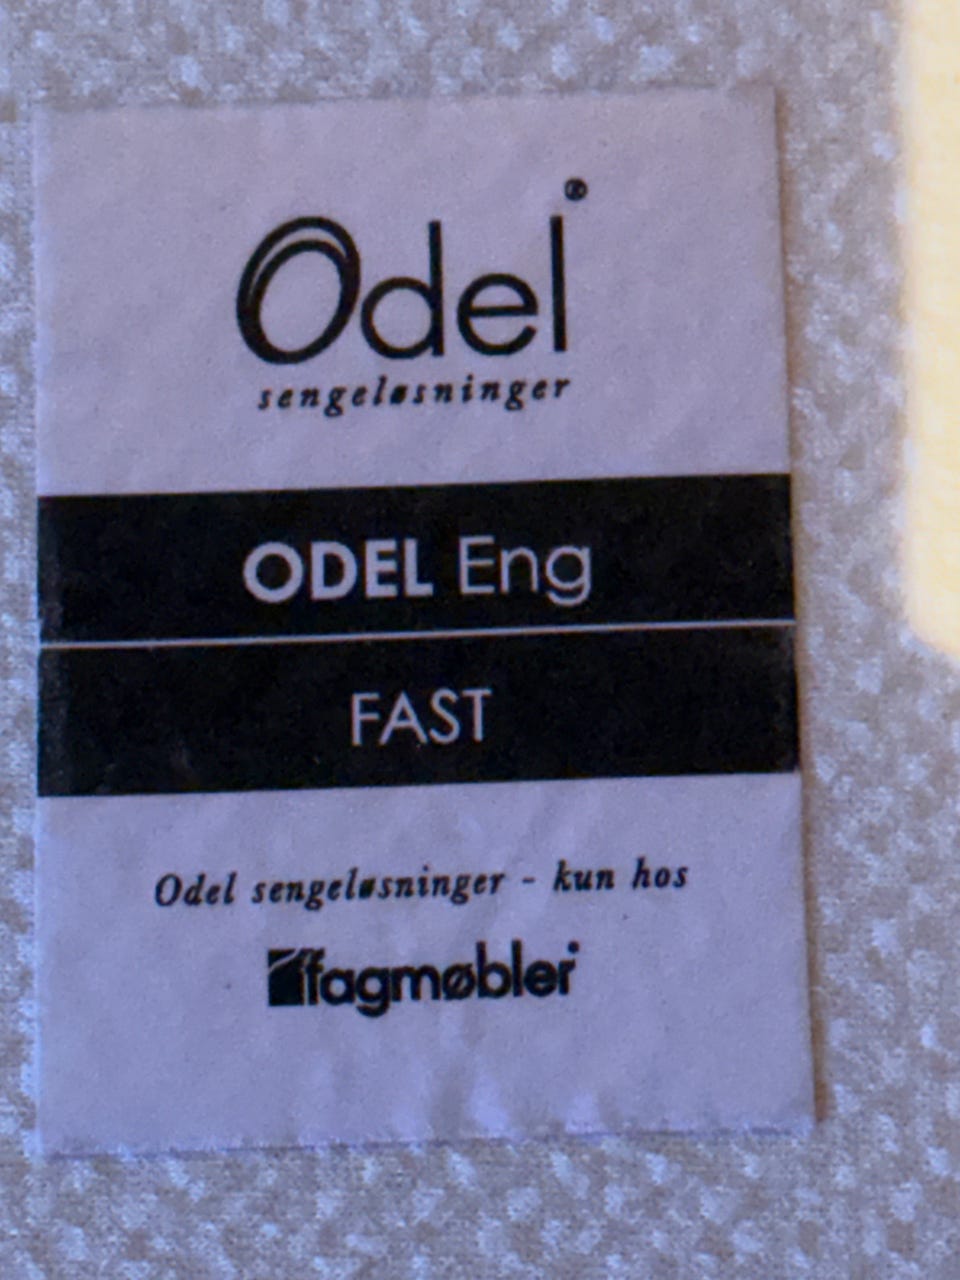 Odel®
sengeløsninger
ODEL Eng
FAST
Odel sengeløsninger - kun hos
fagmøbler